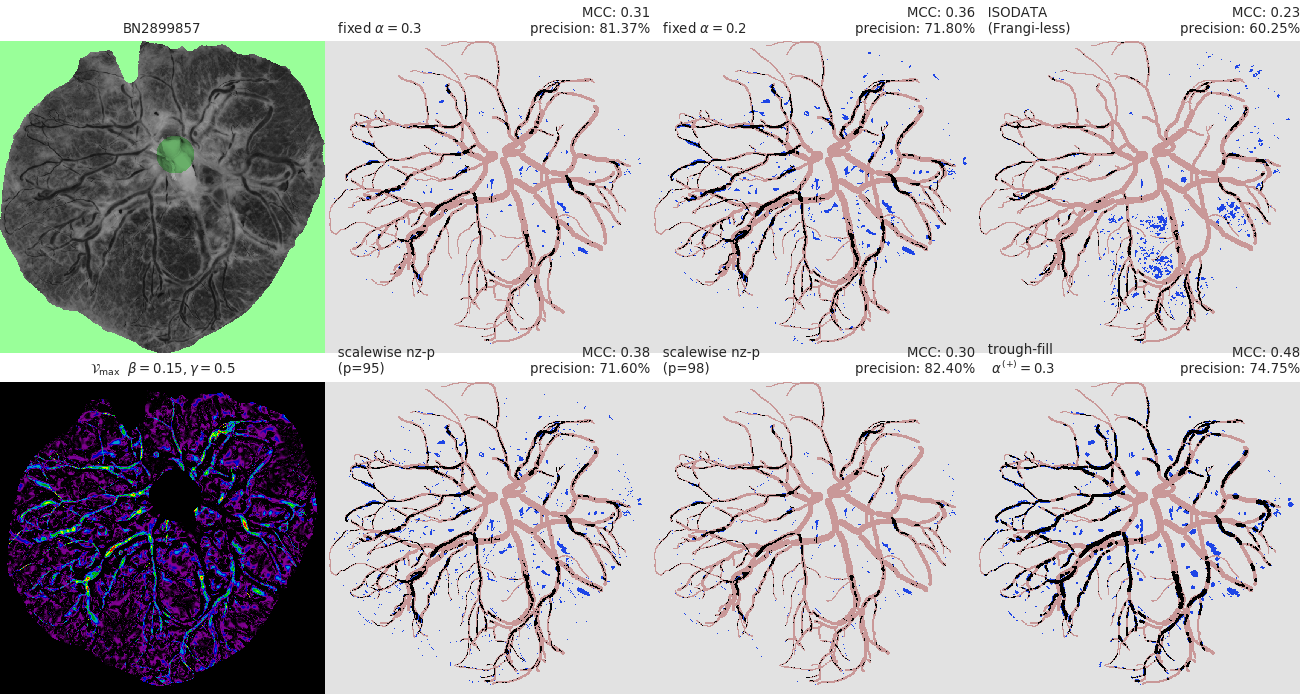 BN2899857
fixed α = 0.3
MCC: 0.31
precision: 81.37%
fixed α = 0.2
MCC: 0.36
precision: 71.80%
ISODATA
(Frangi-less)
MCC: 0.23
precision: 60.25%
𝒱max β = 0.15, γ = 0.5
scalewise nz-p
(p=95)
MCC: 0.38
precision: 71.60%
scalewise nz-p
(p=98)
MCC: 0.30
precision: 82.40%
trough-fill
α(+) = 0.3
MCC: 0.48
precision: 74.75%